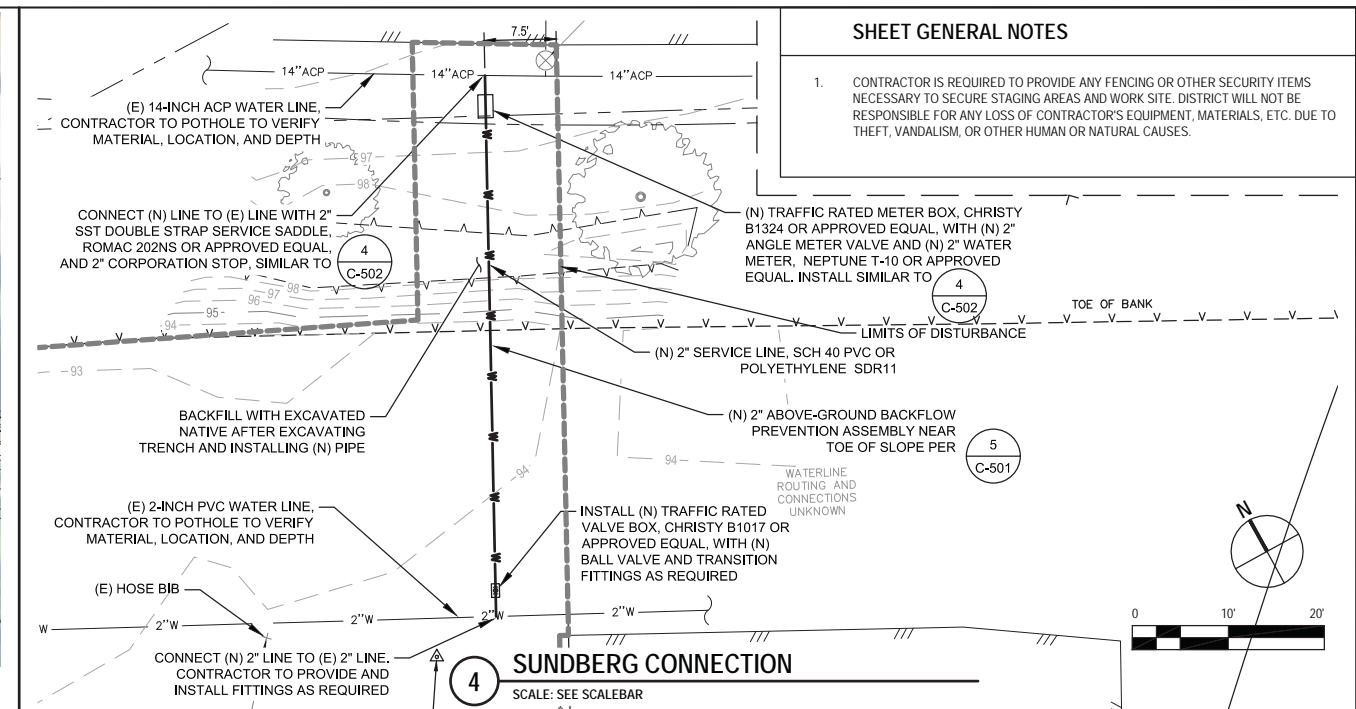 SHEET GENERAL NOTES
1. CONTRACTOR IS REQUIRED TO PROVIDE ANY FENCING OR OTHER SECURITY ITEMS
NECESSARY TO SECURE STAGING AREAS AND WORK SITE. DISTRICT WILL NOT BE
RESPONSIBLE FOR ANY LOSS OF CONTRACTOR'S EQUIPMENT, MATERIALS, ETC. DUE TO
THEFT, VANDALISM, OR OTHER HUMAN OR NATURAL CAUSES.
7.5'
14"ACP
14"ACP
14"ACP
(E) 14-INCH ACP WATER LINE,
CONTRACTOR TO POTHOLE TO VERIFY
MATERIAL, LOCATION, AND DEPTH
97
98
CONNECT (N) LINE TO (E) LINE WITH 2"
SST DOUBLE STRAP SERVICE SADDLE,
ROMAC 202NS OR APPROVED EQUAL,
AND 2" CORPORATION STOP, SIMILAR TO
4
C-502
(N) TRAFFIC RATED METER BOX, CHRISTY
B1324 OR APPROVED EQUAL, WITH (N) 2"
ANGLE METER VALVE AND (N) 2" WATER
METER, NEPTUNE T-10 OR APPROVED
EQUAL. INSTALL SIMILAR TO
4
C-502
98
97
96
95
94
93
TOE OF BANK
LIMITS OF DISTURBANCE
(N) 2" SERVICE LINE, SCH 40 PVC OR
POLYETHYLENE SDR11
BACKFILL WITH EXCAVATED
NATIVE AFTER EXCAVATING
TRENCH AND INSTALLING (N) PIPE
(N) 2" ABOVE-GROUND BACKFLOW
PREVENTION ASSEMBLY NEAR
TOE OF SLOPE PER
5
C-501
94
94
WATERLINE
ROUTING AND
CONNECTIONS
UNKNOWN
W
W
W
W
W
W
W
(E) 2-INCH PVC WATER LINE,
CONTRACTOR TO POTHOLE TO VERIFY
MATERIAL, LOCATION, AND DEPTH
INSTALL (N) TRAFFIC RATED
VALVE BOX, CHRISTY B1017 OR
APPROVED EQUAL, WITH (N)
BALL VALVE AND TRANSITION
FITTINGS AS REQUIRED
(E) HOSE BIB
W
2"W
2"W
2"W
2"W
CONNECT (N) 2" LINE TO (E) 2" LINE.
CONTRACTOR TO PROVIDE AND
INSTALL FITTINGS AS REQUIRED
N
0 10' 20'
4
SUNDBERG CONNECTION
SCALE: SEE SCALEBAR